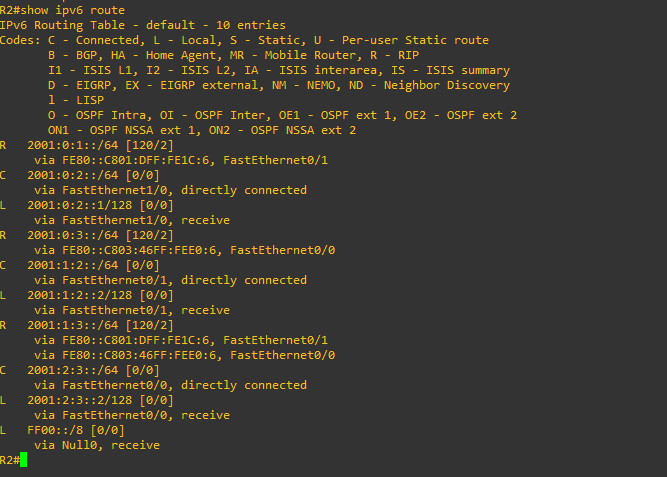 R2#show ipv6 route
IPv6 Routing Table - default - 10 entries
Codes: C - Connected, L - Local, S - Static, U - Per-user Static route
       B - BGP, HA - Home Agent, MR - Mobile Router, R - RIP
       I1 - ISIS L1, I2 - ISIS L2, IA - ISIS interarea, IS - ISIS summary
       D - EIGRP, EX - EIGRP external, NM - NEMO, ND - Neighbor Discovery
       l - LISP
       O - OSPF Intra, OI - OSPF Inter, OE1 - OSPF ext 1, OE2 - OSPF ext 2
       ON1 - OSPF NSSA ext 1, ON2 - OSPF NSSA ext 2
R   2001:0:1::/64 [120/2]
     via FE80::C801:DFF:FE1C:6, FastEthernet0/1
C   2001:0:2::/64 [0/0]
     via FastEthernet1/0, directly connected
L   2001:0:2::1/128 [0/0]
     via FastEthernet1/0, receive
R   2001:0:3::/64 [120/2]
     via FE80::C803:46FF:FEE0:6, FastEthernet0/0
C   2001:1:2::/64 [0/0]
     via FastEthernet0/1, directly connected
L   2001:1:2::2/128 [0/0]
     via FastEthernet0/1, receive
R   2001:1:3::/64 [120/2]
     via FE80::C801:DFF:FE1C:6, FastEthernet0/1
     via FE80::C803:46FF:FEE0:6, FastEthernet0/0
C   2001:2:3::/64 [0/0]
     via FastEthernet0/0, directly connected
L   2001:2:3::2/128 [0/0]
     via FastEthernet0/0, receive
L   FF00::/8 [0/0]
     via Null0, receive
R2#